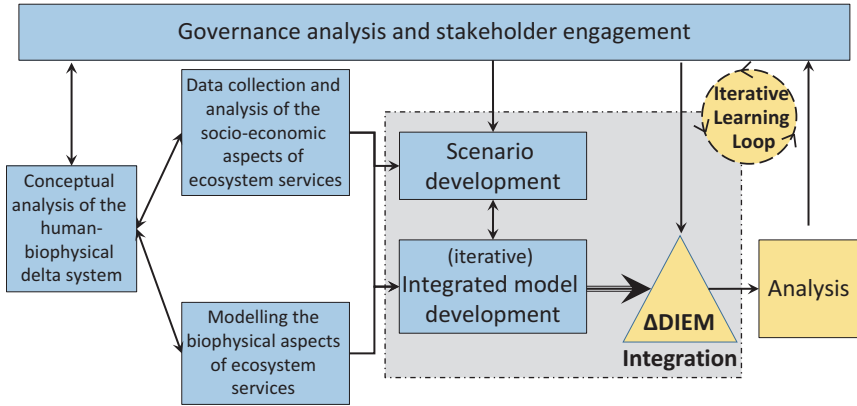 Governance analysis and stakeholder engagement
Data collection and
analysis of the
socio-economic
aspects of
ecosystem services
Iterative
Learning
Loop
Scenario
development
Conceptual
analysis of the
human-
biophysical
delta system
(iterative)
Integrated model
development
ΔDIEM
Integration
Analysis
Modelling the
biophysical aspects
of ecosystem
services